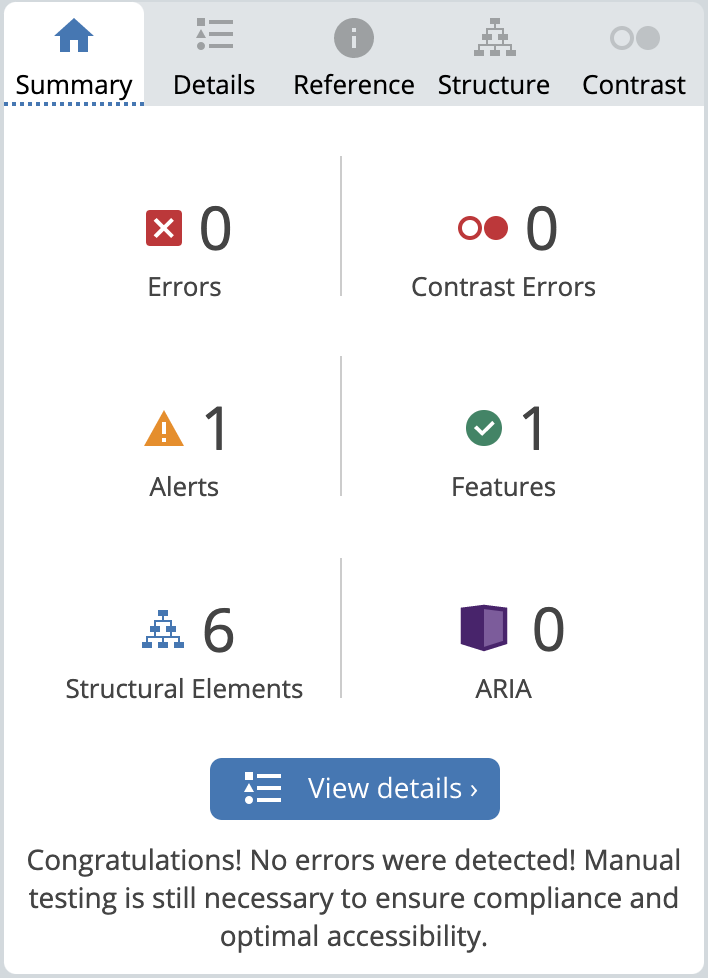 Summary Details Reference Structure Contrast
0 0
Errors Contrast Errors
1 1
Alerts Features
6 0
Structural Elements ARIA
View details ›
Congratulations! No errors were detected! Manual
testing is still necessary to ensure compliance and
optimal accessibility.